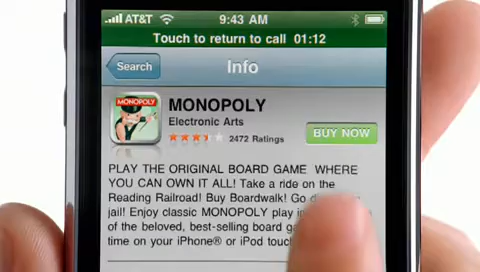 AT&T 9:43 AM
Touch to return to call 01:12
Search Info
MONOPOLY
MONOPOLY
Electronic Arts
2472 Ratings
BUY NOW
PLAY THE ORIGINAL BOARD GAME WHERE
YOU CAN OWN IT ALL! Take a ride on the
Reading Railroad! Buy Boardwalk! Go
jail! Enjoy classic MONOPOLY play
of the beloved, best-selling board
time on your iPhone® or iPod touch